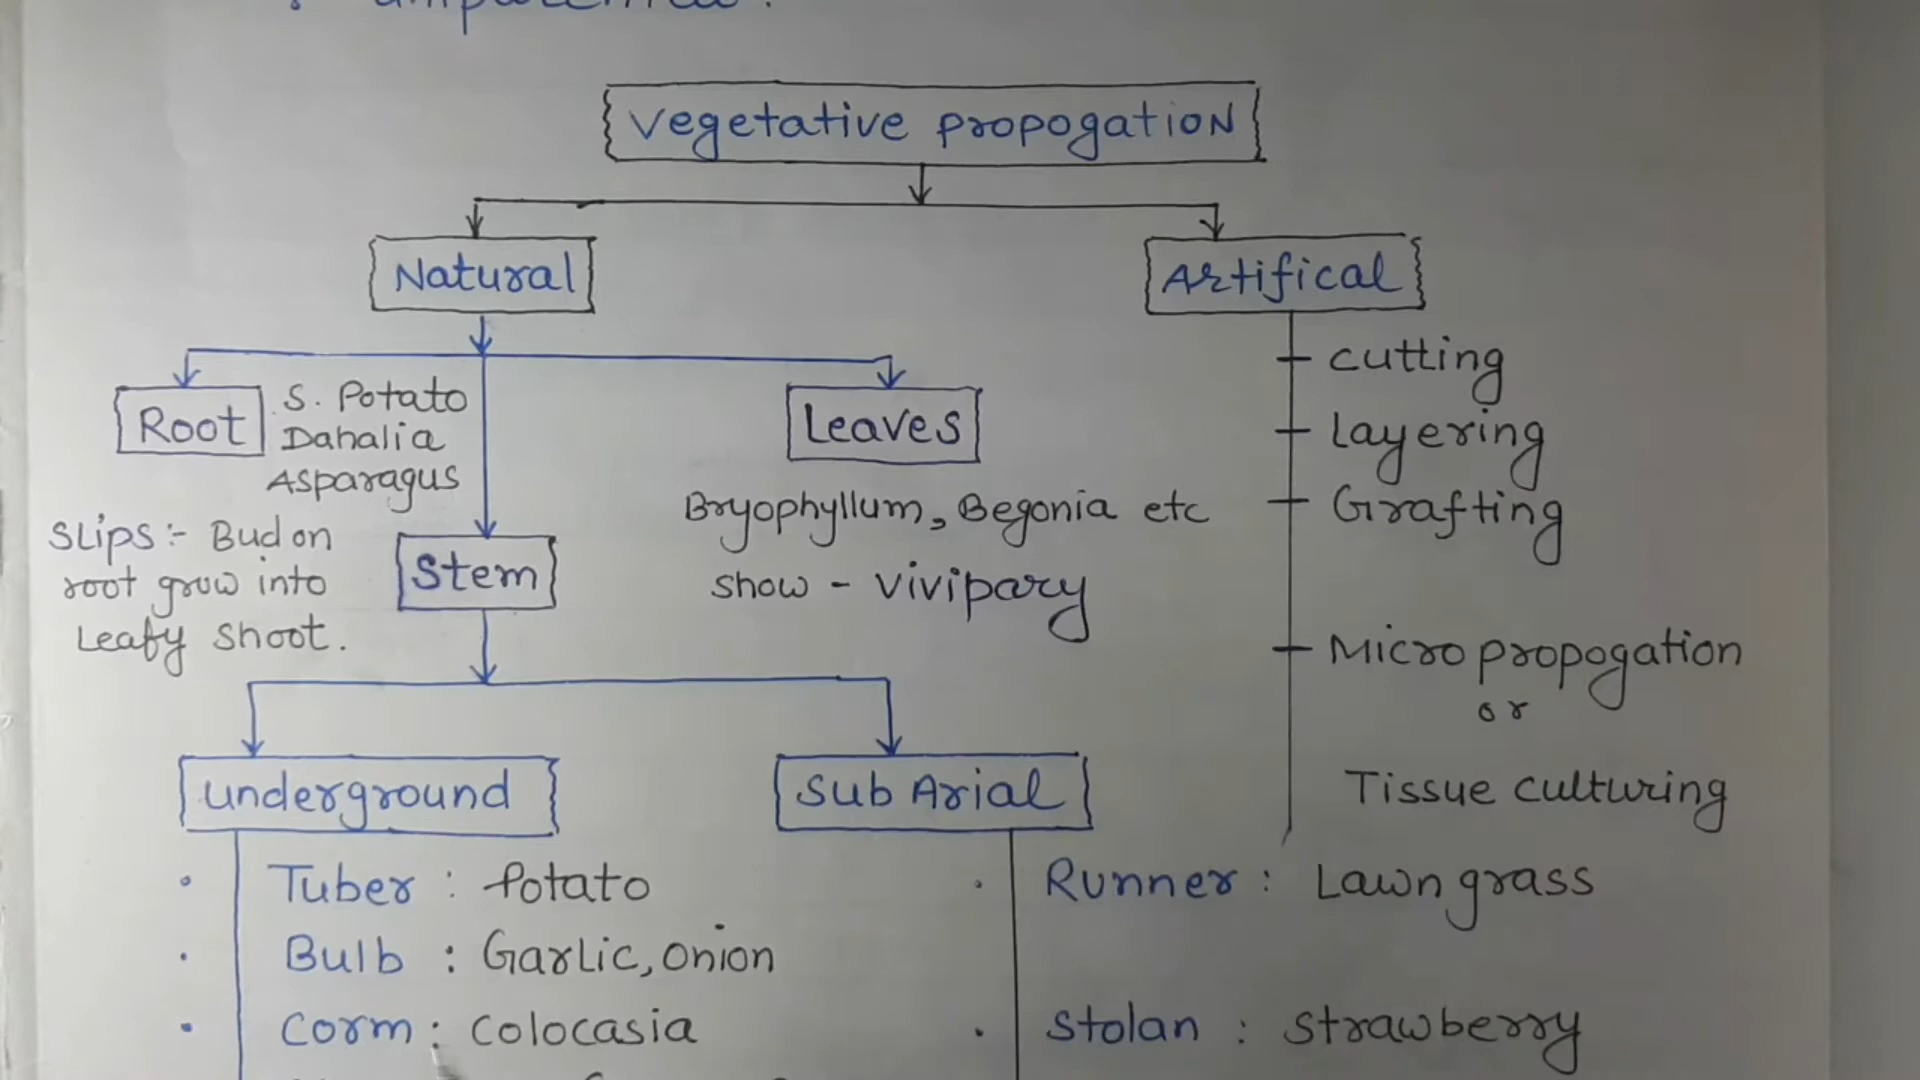 Vegetative propogation
Natural
Artifical
Root
S. Potato
Dahalia
Asparagus
Leaves
cutting
Layering
Grafting
Slips :- Bud on
root grow into
Leafy shoot.
Stem
Bryophyllum, Begonia etc
show - vivipary
Micro propogation
or
Tissue culturing
underground
Sub Arial
Tuber : Potato
Bulb : Garlic, onion
Corm : Colocasia
Runner : Lawn grass
Stolan : Strawberry